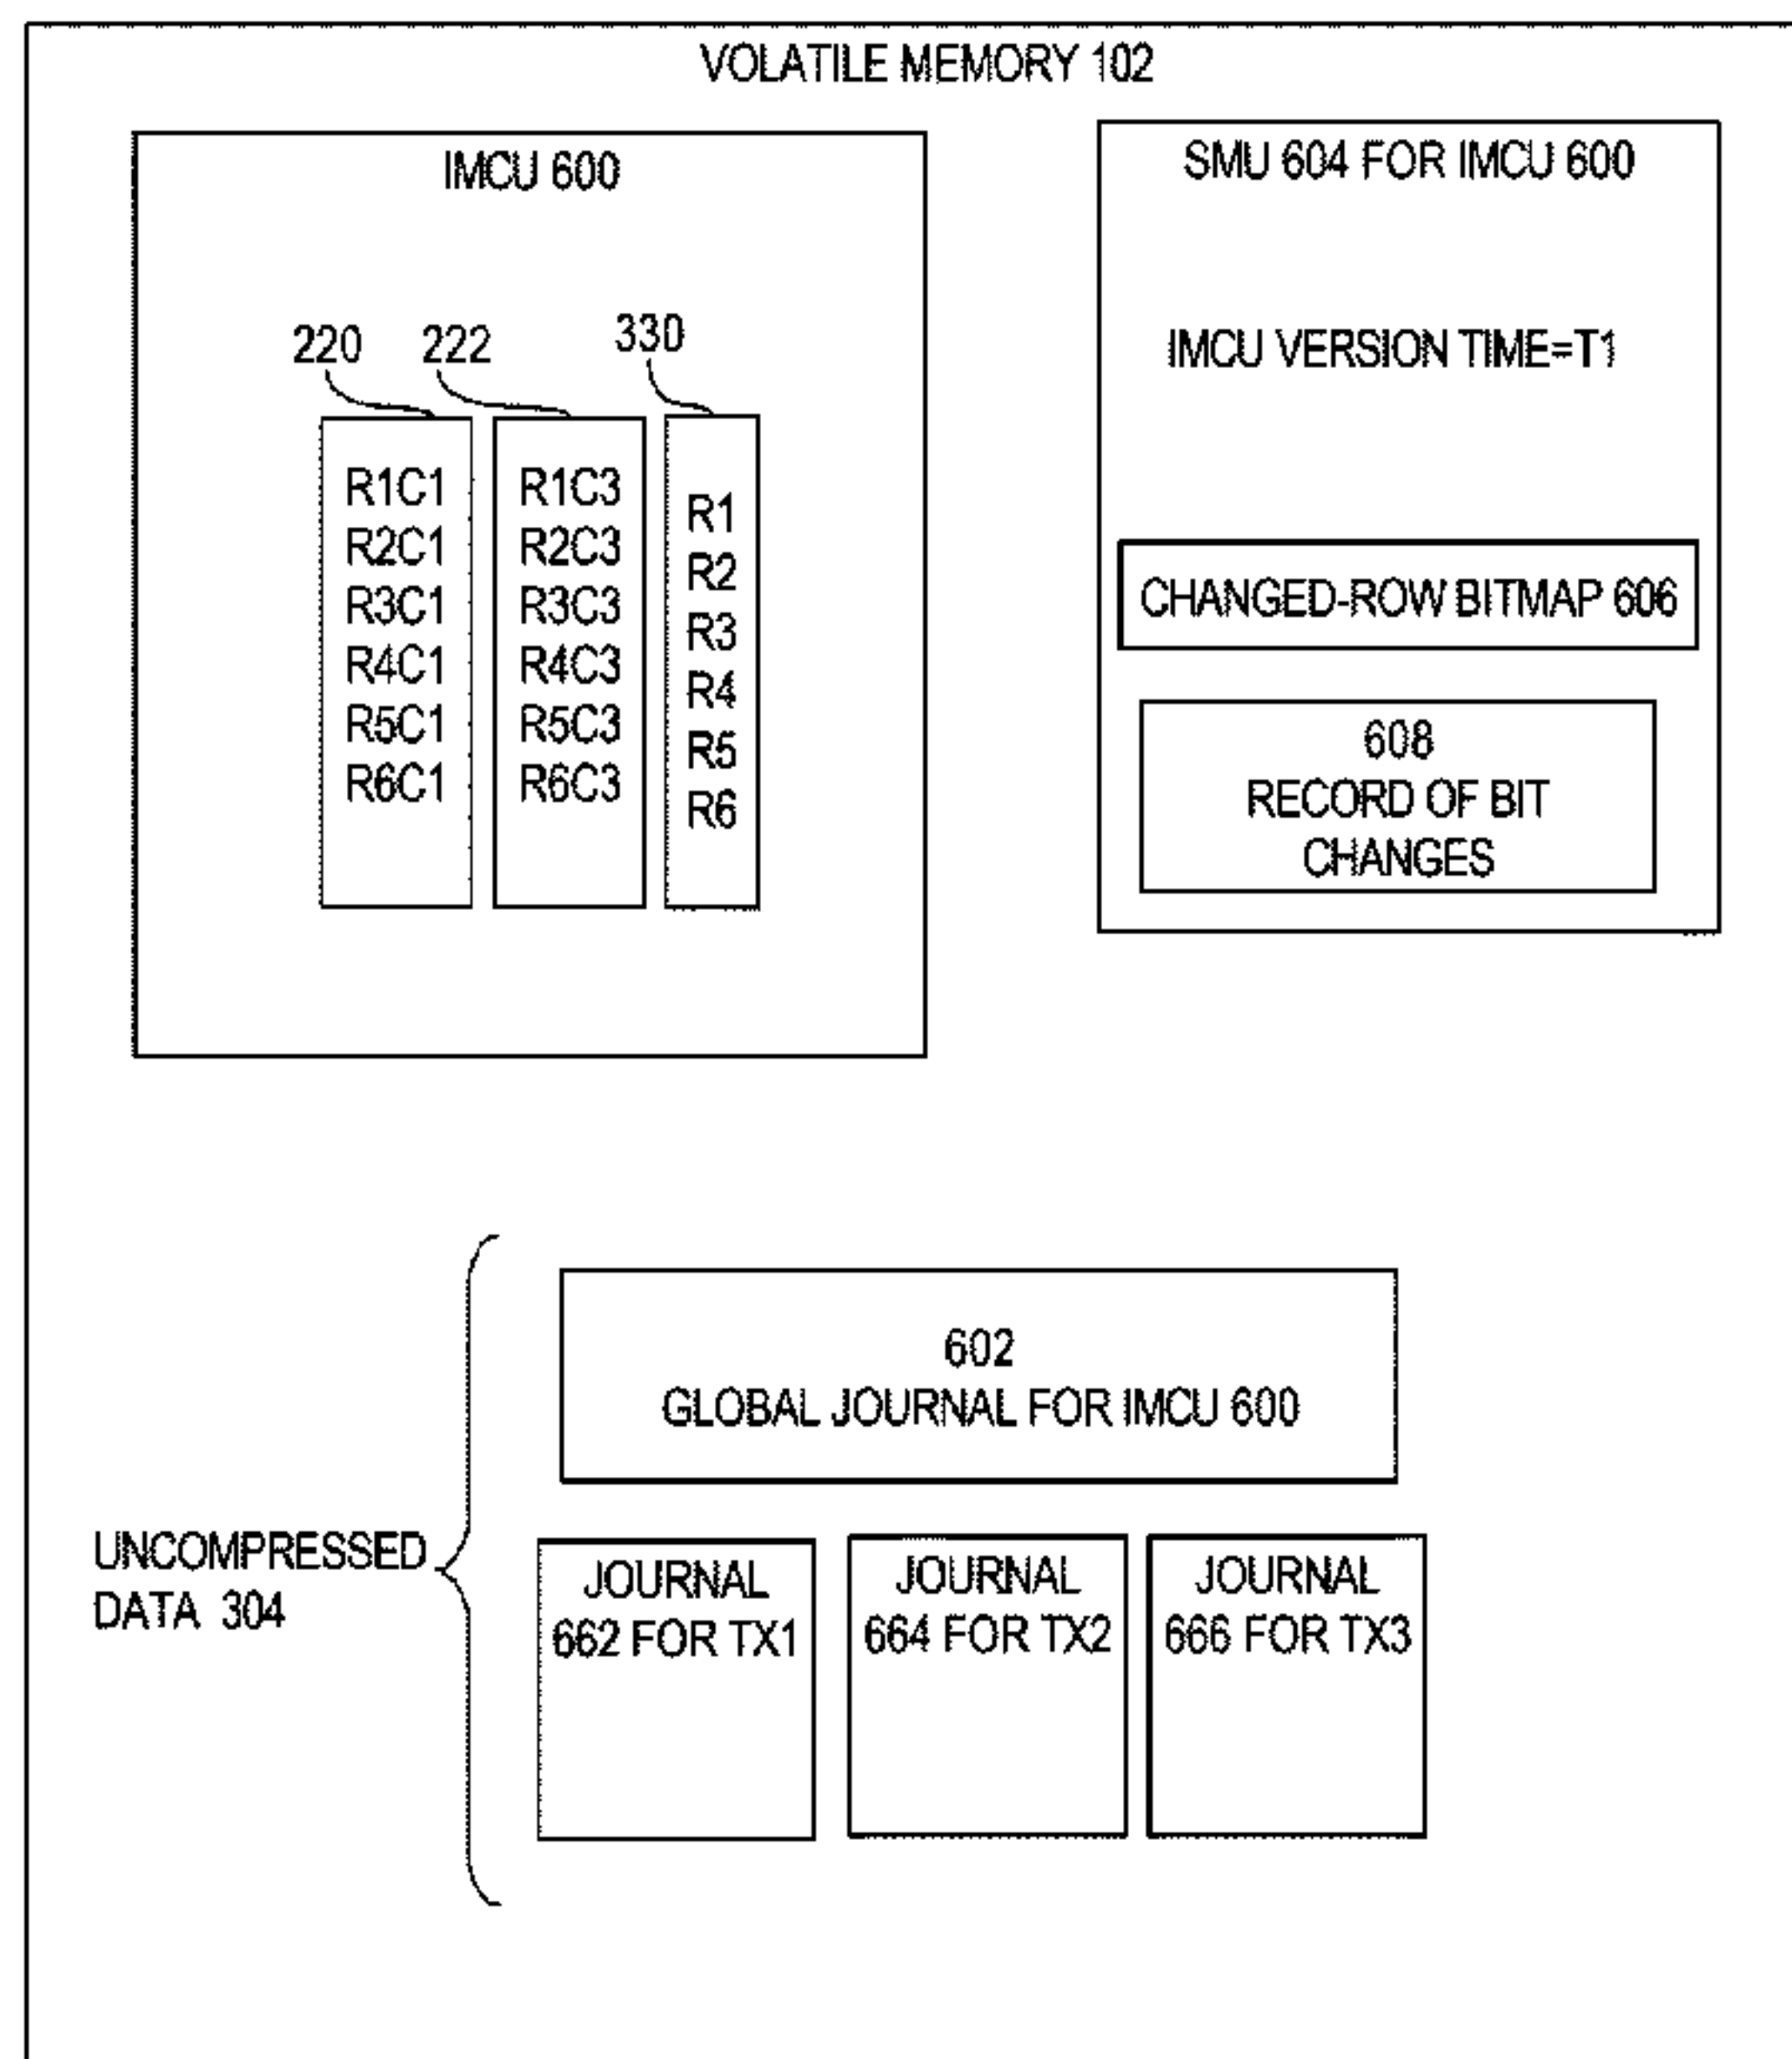 VOLATILE MEMORY 102
IMCU 600
220
222
330
R1C1
R2C1
R3C1
R4C1
R5C1
R6C1
R1C3
R2C3
R3C3
R4C3
R5C3
R6C3
R1
R2
R3
R4
R5
R6
SMU 604 FOR IMCU 600
IMCU VERSION TIME=T1
CHANGED-ROW BITMAP 606
608
RECORD OF BIT
CHANGES
UNCOMPRESSED
DATA 304
602
GLOBAL JOURNAL FOR IMCU 600
JOURNAL
662 FOR TX1
JOURNAL
664 FOR TX2
JOURNAL
666 FOR TX3